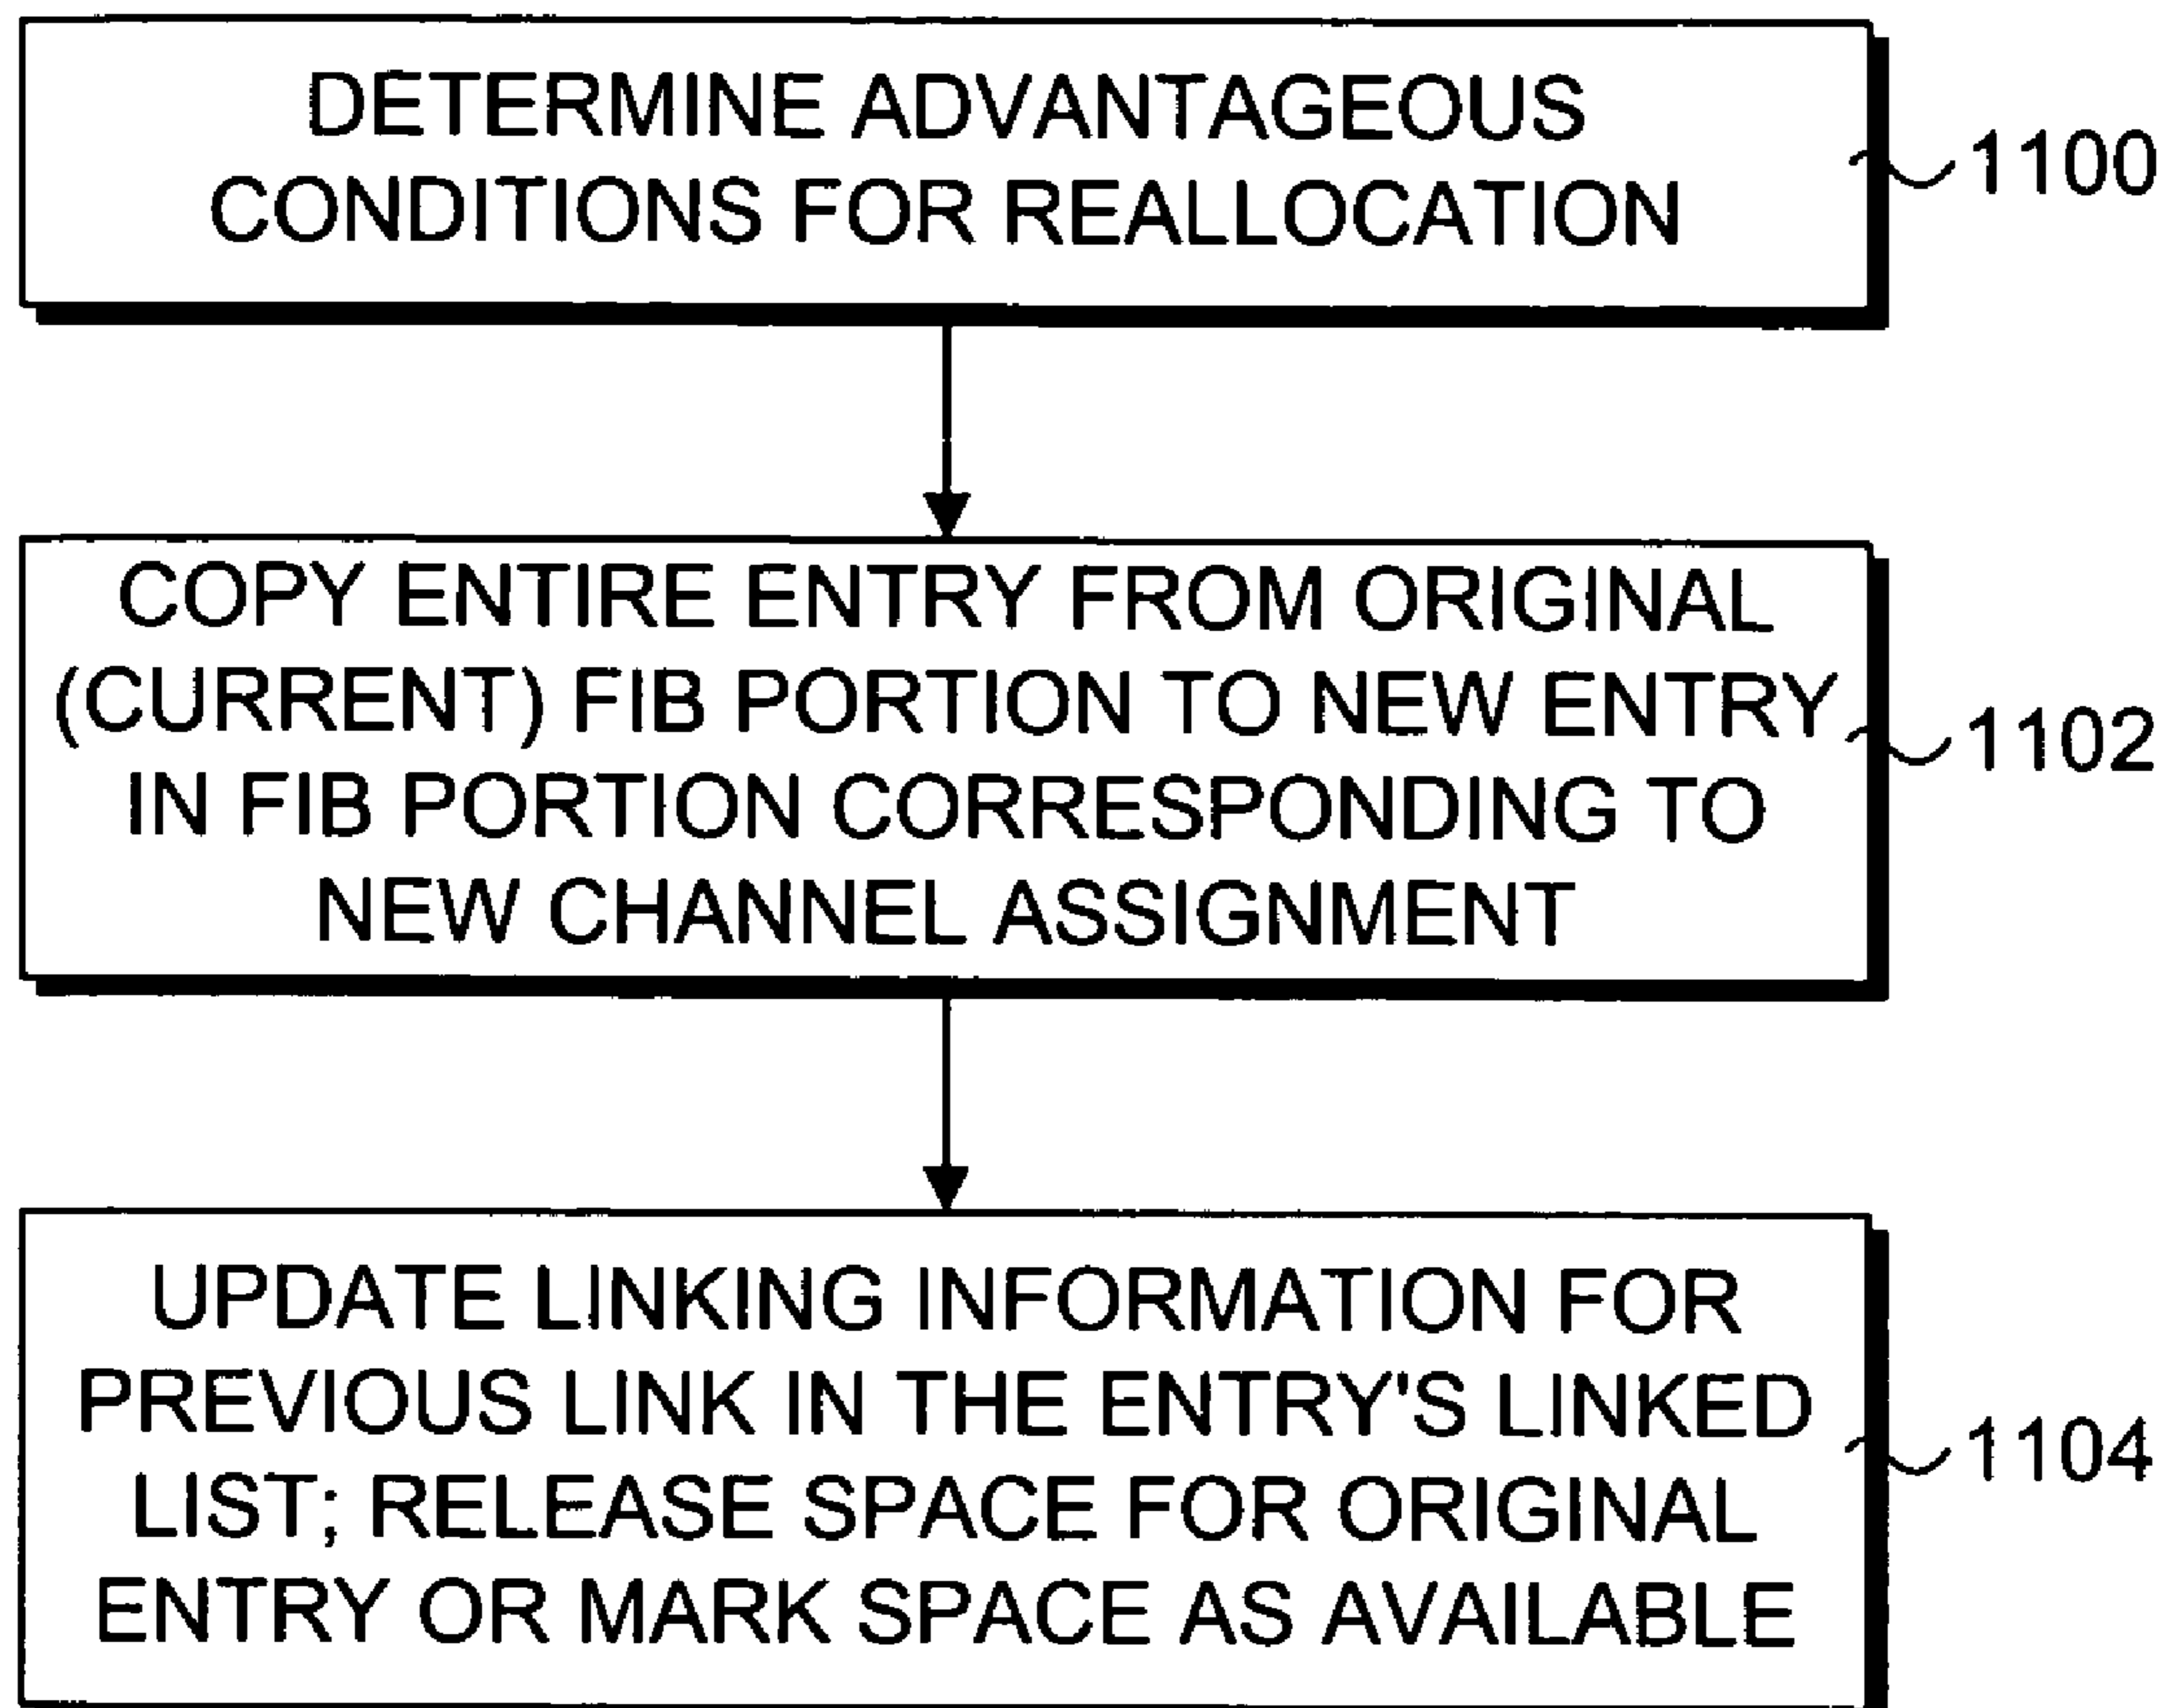 DETERMINE ADVANTAGEOUS
CONDITIONS FOR REALLOCATION
1100
COPY ENTIRE ENTRY FROM ORIGINAL
(CURRENT) FIB PORTION TO NEW ENTRY
IN FIB PORTION CORRESPONDING TO
NEW CHANNEL ASSIGNMENT
1102
UPDATE LINKING INFORMATION FOR
PREVIOUS LINK IN THE ENTRY'S LINKED
LIST; RELEASE SPACE FOR ORIGINAL
ENTRY OR MARK SPACE AS AVAILABLE
1104